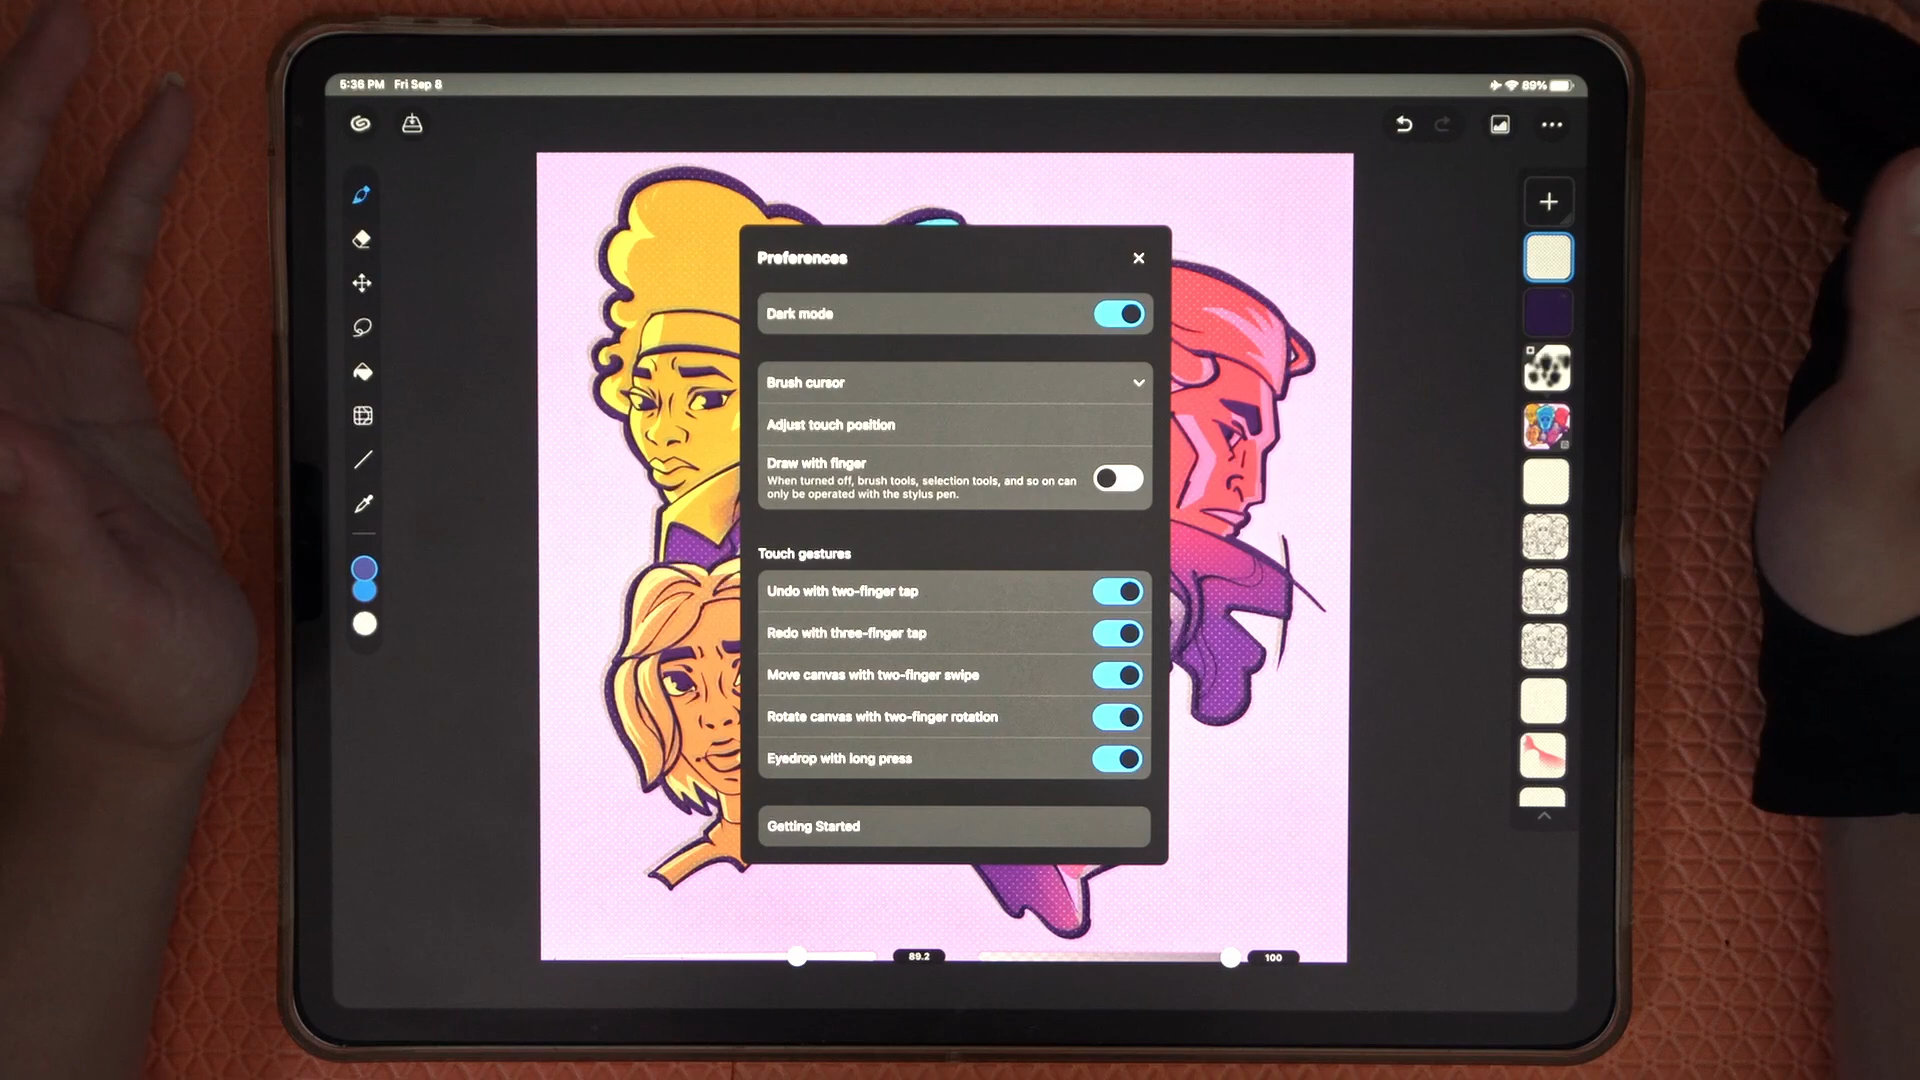 5:36 PM Fri Sep 8
89%
Preferences
Dark mode
Brush cursor
Adjust touch position
Draw with finger
When turned off, brush tools, selection tools, and so on can
only be operated with the stylus pen.
Touch gestures
Undo with two-finger tap
Redo with three-finger tap
Move canvas with two-finger swipe
Rotate canvas with two-finger rotation
Eyedrop with long press
Getting Started
89.2
100